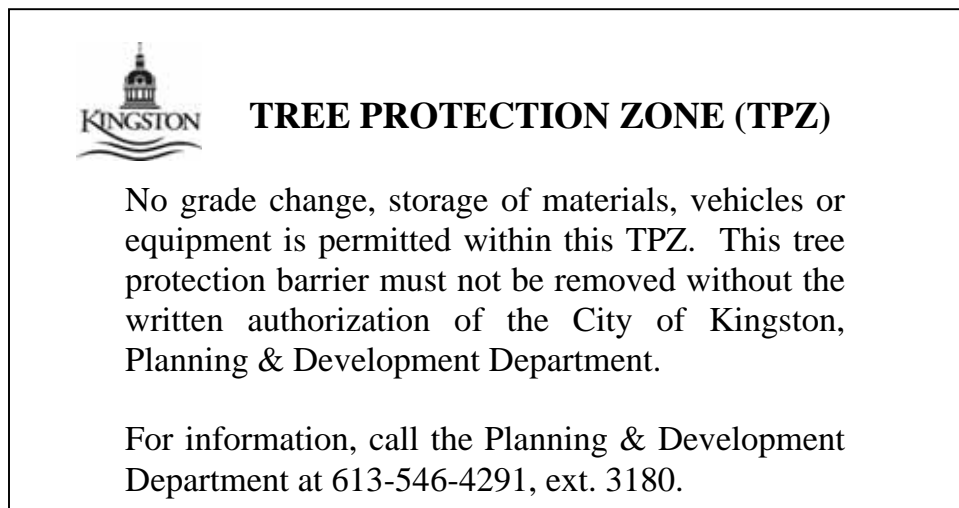 KINGSTON
TREE PROTECTION ZONE (TPZ)
No grade change, storage of materials, vehicles or
equipment is permitted within this TPZ. This tree
protection barrier must not be removed without the
written authorization of the City of Kingston,
Planning & Development Department.
For information, call the Planning & Development
Department at 613-546-4291, ext. 3180.